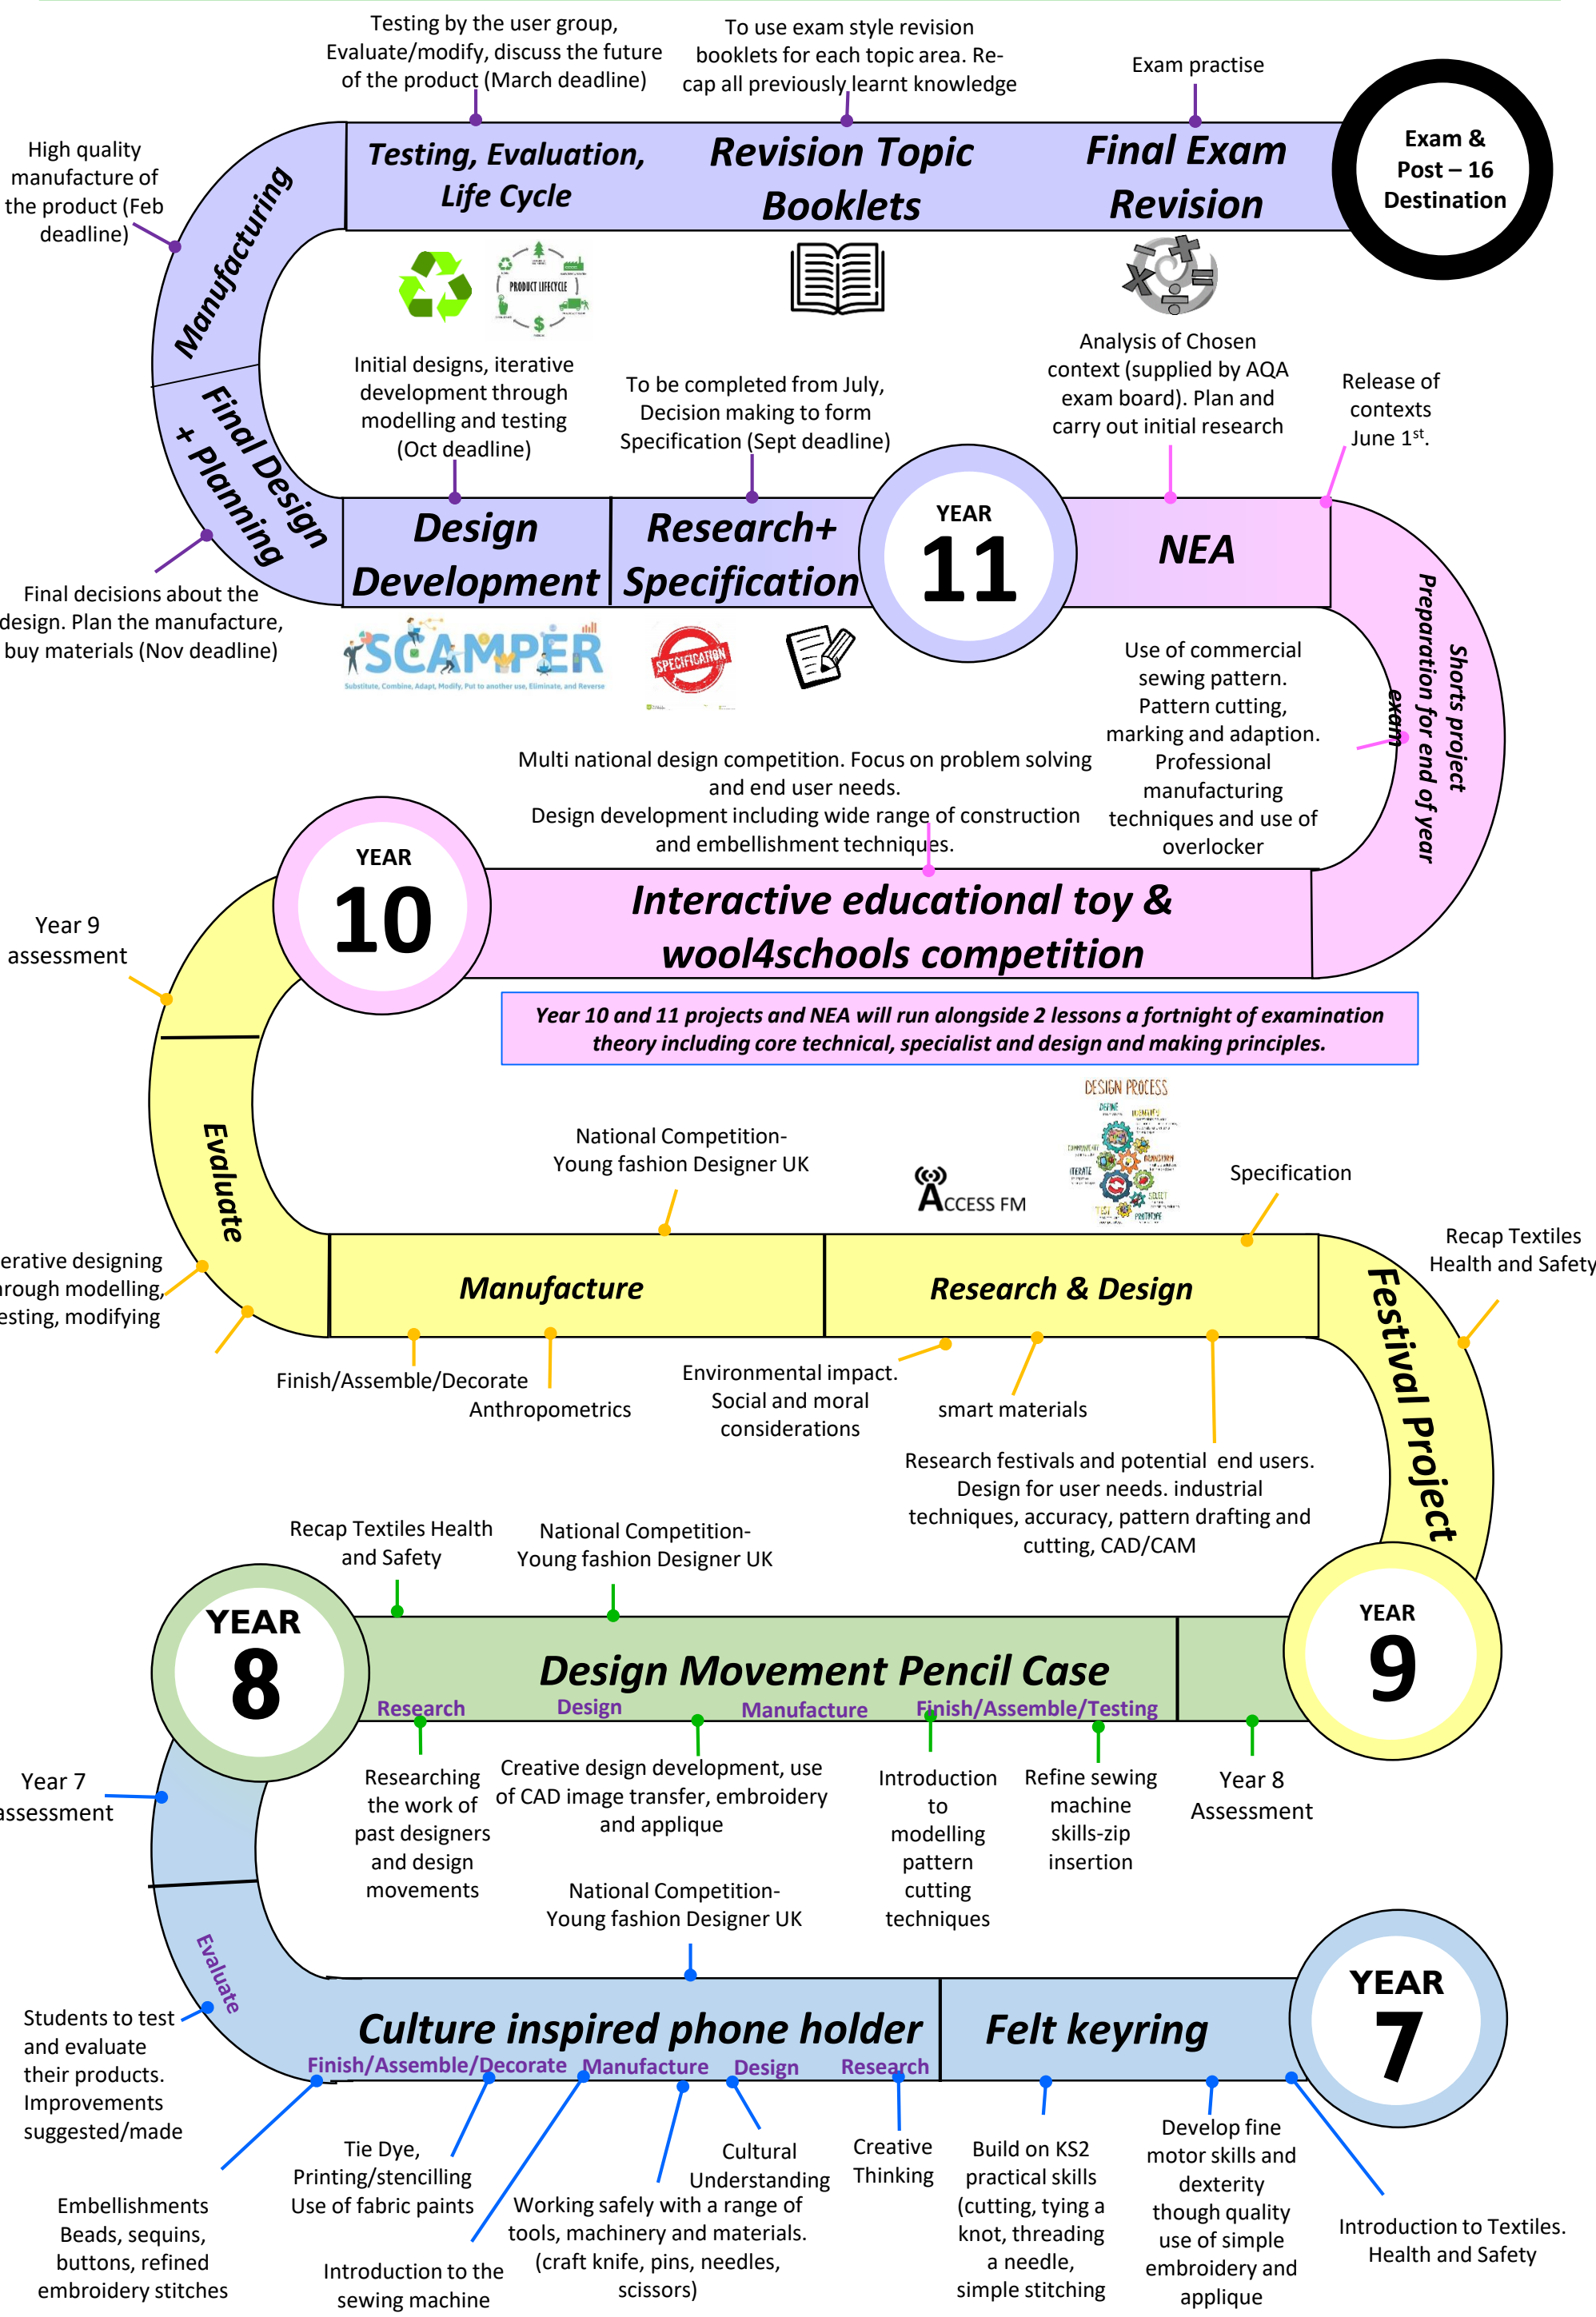 Testing by the user group,
Evaluate/modify, discuss the future
of the product (March deadline)
To use exam style revision
booklets for each topic area. Re-
cap all previously learnt knowledge
Exam practise
High quality
manufacture of
the product (Feb
deadline)
Manufacturing
Testing, Evaluation,
Life Cycle
Revision Topic
Booklets
Final Exam
Revision
Exam &
Post – 16
Destination
PRODUCT LIFECYCLE
Initial designs, iterative
development through
modelling and testing
(Oct deadline)
To be completed from July,
Decision making to form
Specification (Sept deadline)
Analysis of Chosen
context (supplied by AQA
exam board). Plan and
carry out initial research
Release of
contexts
June 1st.
Final Design
+ Planning
Design
Development
Research+
Specification
YEAR
11
NEA
Final decisions about the
design. Plan the manufacture,
buy materials (Nov deadline)
SCAMPER
Substitute, Combine, Adapt, Modify, Put to another use, Eliminate, and Reverse
SPECIFICATION
Shorts project
Preparation for end of year
exam
Use of commercial
sewing pattern.
Pattern cutting,
marking and adaption.
Professional
manufacturing
techniques and use of
overlocker
Multi national design competition. Focus on problem solving
and end user needs.
Design development including wide range of construction
and embellishment techniques.
YEAR
10
Interactive educational toy &
wool4schools competition
Year 9
assessment
Year 10 and 11 projects and NEA will run alongside 2 lessons a fortnight of examination
theory including core technical, specialist and design and making principles.
Evaluate
National Competition-
Young fashion Designer UK
ACCESS FM
DESIGN PROCESS
DEFINE
IDENTIFY
COMMUNICATE
BRAINSTORM
ITERATE
SELECT
TEST
PROTOTYPE
Specification
Recap Textiles
Health and Safety
erative designing
hrough modelling,
esting, modifying
Manufacture
Research & Design
Festival Project
Finish/Assemble/Decorate
Anthropometrics
Environmental impact.
Social and moral
considerations
smart materials
Research festivals and potential end users.
Design for user needs. industrial
techniques, accuracy, pattern drafting and
cutting, CAD/CAM
Recap Textiles Health
and Safety
National Competition-
Young fashion Designer UK
YEAR
8
Design Movement Pencil Case
Research Design Manufacture Finish/Assemble/Testing
YEAR
9
Year 7
assessment
Researching
the work of
past designers
and design
movements
Creative design development, use
of CAD image transfer, embroidery
and applique
Introduction
to
modelling
pattern
cutting
techniques
Refine sewing
machine
skills-zip
insertion
Year 8
Assessment
National Competition-
Young fashion Designer UK
Evaluate
Students to test
and evaluate
their products.
Improvements
suggested/made
Culture inspired phone holder
Finish/Assemble/Decorate Manufacture Design Research
Felt keyring
YEAR
7
Embellishments
Beads, sequins,
buttons, refined
embroidery stitches
Tie Dye,
Printing/stencilling
Use of fabric paints
Introduction to the
sewing machine
Working safely with a range of
tools, machinery and materials.
(craft knife, pins, needles,
scissors)
Cultural
Understanding
Creative
Thinking
Build on KS2
practical skills
(cutting, tying a
knot, threading
a needle,
simple stitching
Develop fine
motor skills and
dexterity
though quality
use of simple
embroidery and
applique
Introduction to Textiles.
Health and Safety